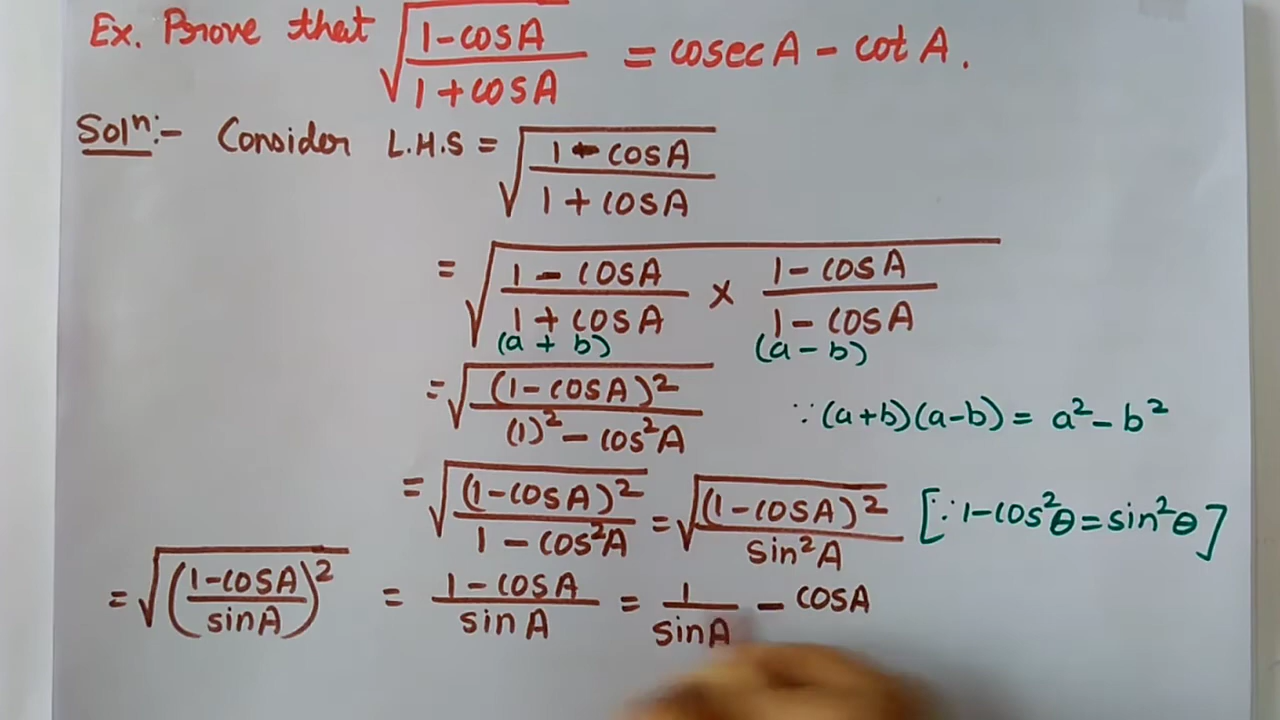 Ex. Prove that √((1-cosA)/(1+cosA)) = cosecA - cot A.
Solⁿ:- Consider L.H.S = √((1-cosA)/(1+cosA))
= √((1-cosA)/(1+cosA) × (1-cosA)/(1-cosA))
(a + b) (a - b)
= √((1-cosA)²/((1)²-cos²A)) ∵(a+b)(a-b) = a²-b²
= √((1-cosA)²/(1-cos²A)) = √((1-cosA)²/sin²A) [∵1-cos²θ=sin²θ]
= √(((1-cosA)/sinA)²) = (1-cosA)/(sinA) = 1/sinA - cosA